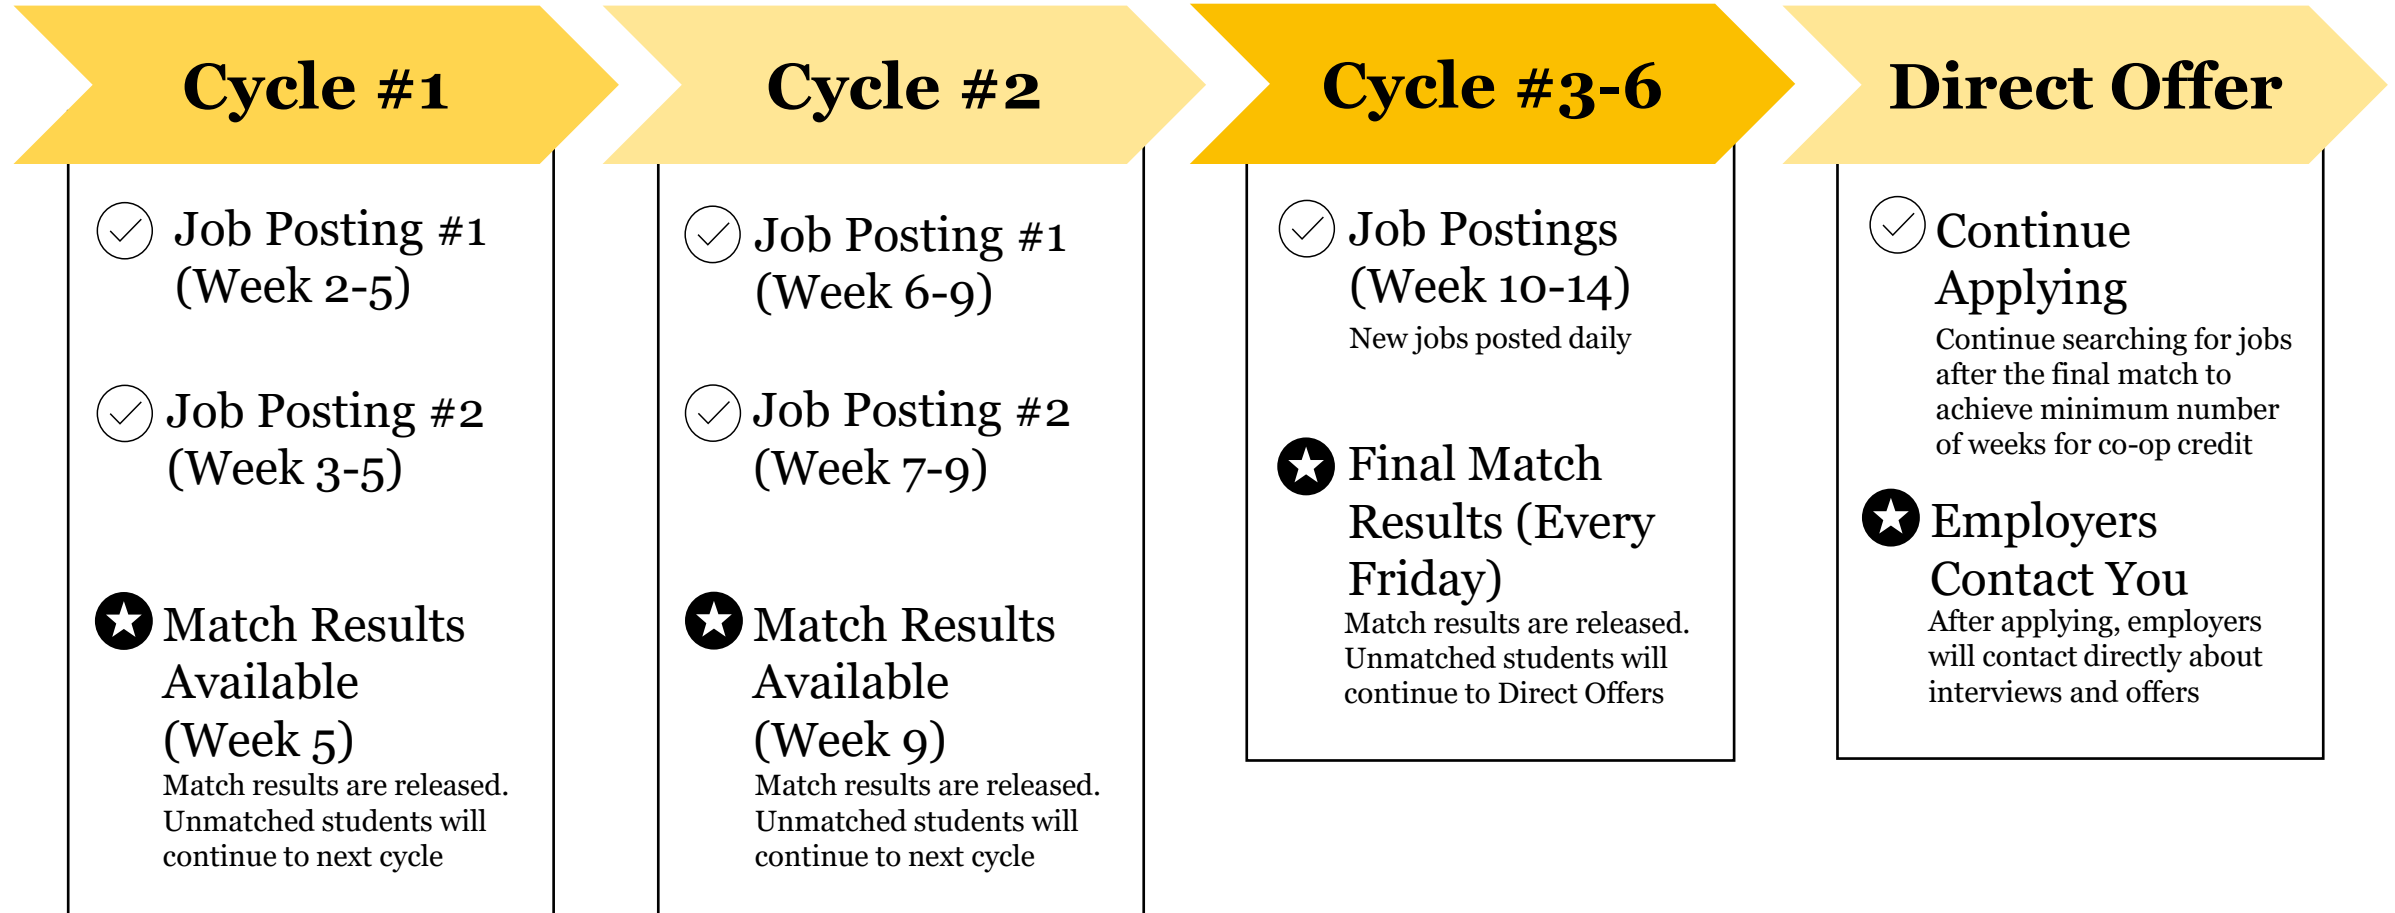 Cycle #1
Job Posting #1
(Week 2-5)
Job Posting #2
(Week 3-5)
Match Results
Available
(Week 5)
Match results are released.
Unmatched students will
continue to next cycle
Cycle #2
Job Posting #1
(Week 6-9)
Job Posting #2
(Week 7-9)
Match Results
Available
(Week 9)
Match results are released.
Unmatched students will
continue to next cycle
Cycle #3-6
Job Postings
(Week 10-14)
New jobs posted daily
Final Match
Results (Every
Friday)
Match results are released.
Unmatched students will
continue to Direct Offers
Direct Offer
Continue
Applying
Continue searching for jobs
after the final match to
achieve minimum number
of weeks for co-op credit
Employers
Contact You
After applying, employers
will contact directly about
interviews and offers